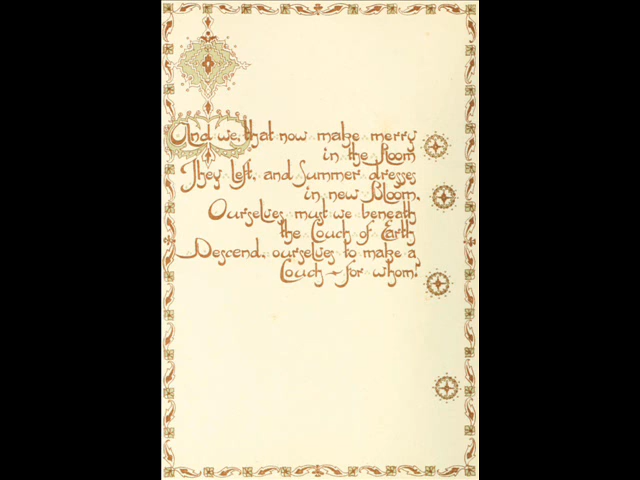 And we, that now make merry
in the Room
They left, and Summer dresses
in new Bloom,
Ourselves must we beneath
the Couch of Earth
Descend, ourselves to make a
Couch - for whom?